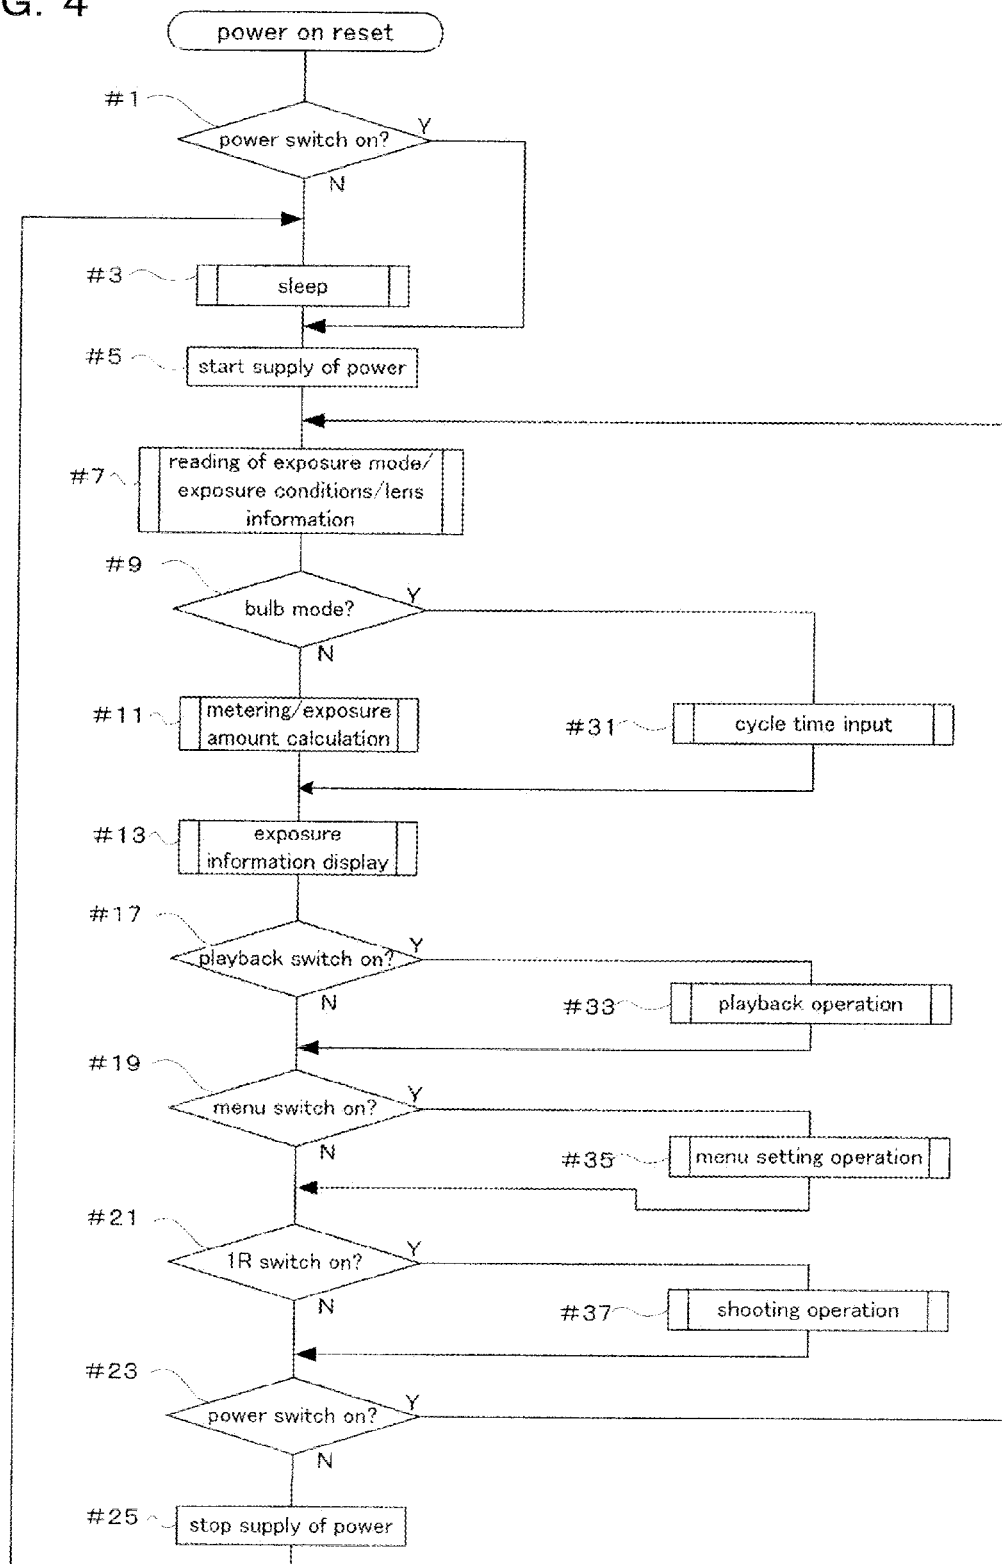 G. 4
power on reset
#1
power switch on?
Y
N
#3
sleep
#5
start supply of power
#7
reading of exposure mode/
exposure conditions/lens
information
#9
bulb mode?
Y
N
#11
metering/exposure
amount calculation
#31
cycle time input
#13
exposure
information display
#17
playback switch on?
Y
N
#33
playback operation
#19
menu switch on?
Y
N
#35
menu setting operation
#21
1R switch on?
Y
N
#37
shooting operation
#23
power switch on?
Y
N
#25
stop supply of power